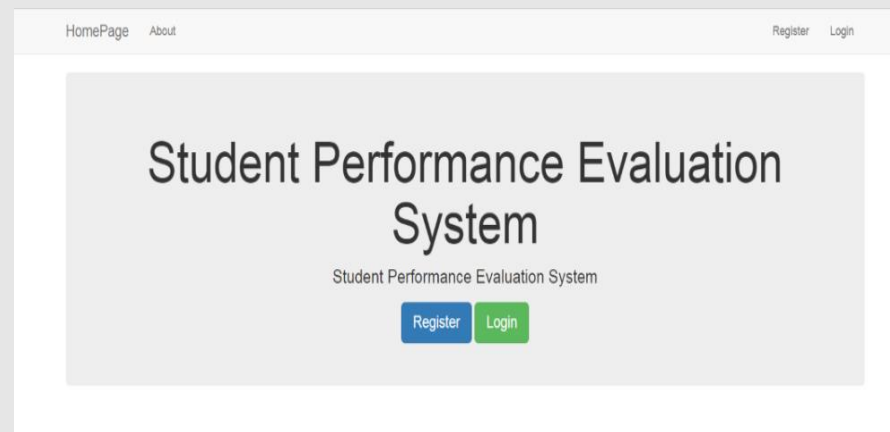 HomePage About Register Login
Student Performance Evaluation
System
Student Performance Evaluation System
Register Login